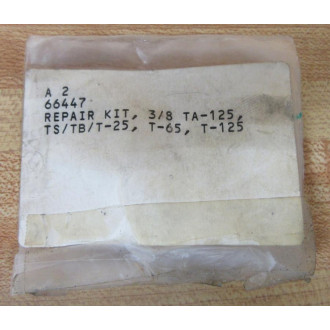 A 2
66447
REPAIR KIT, 3/8 TA-125,
TS/TB/T-25, T-65, T-125